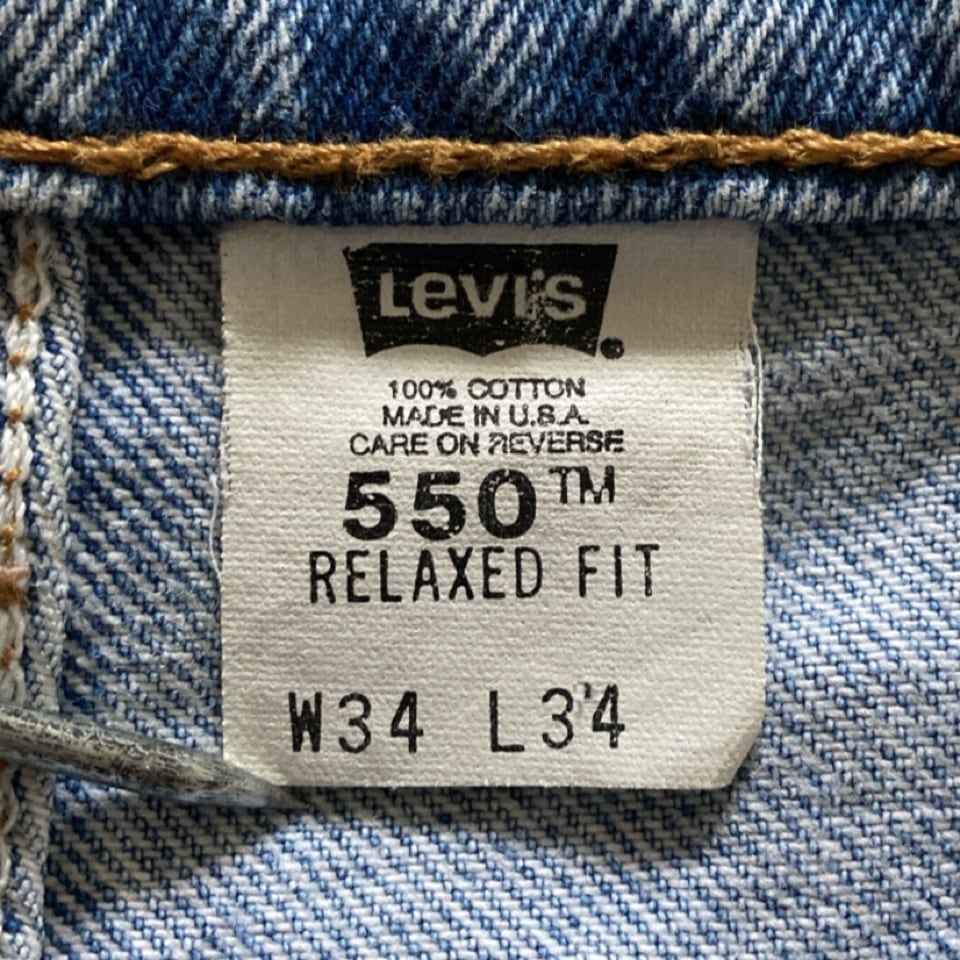 Levi's
100% COTTON
MADE IN U.S.A.
CARE ON REVERSE
550™
RELAXED FIT
W34 L34